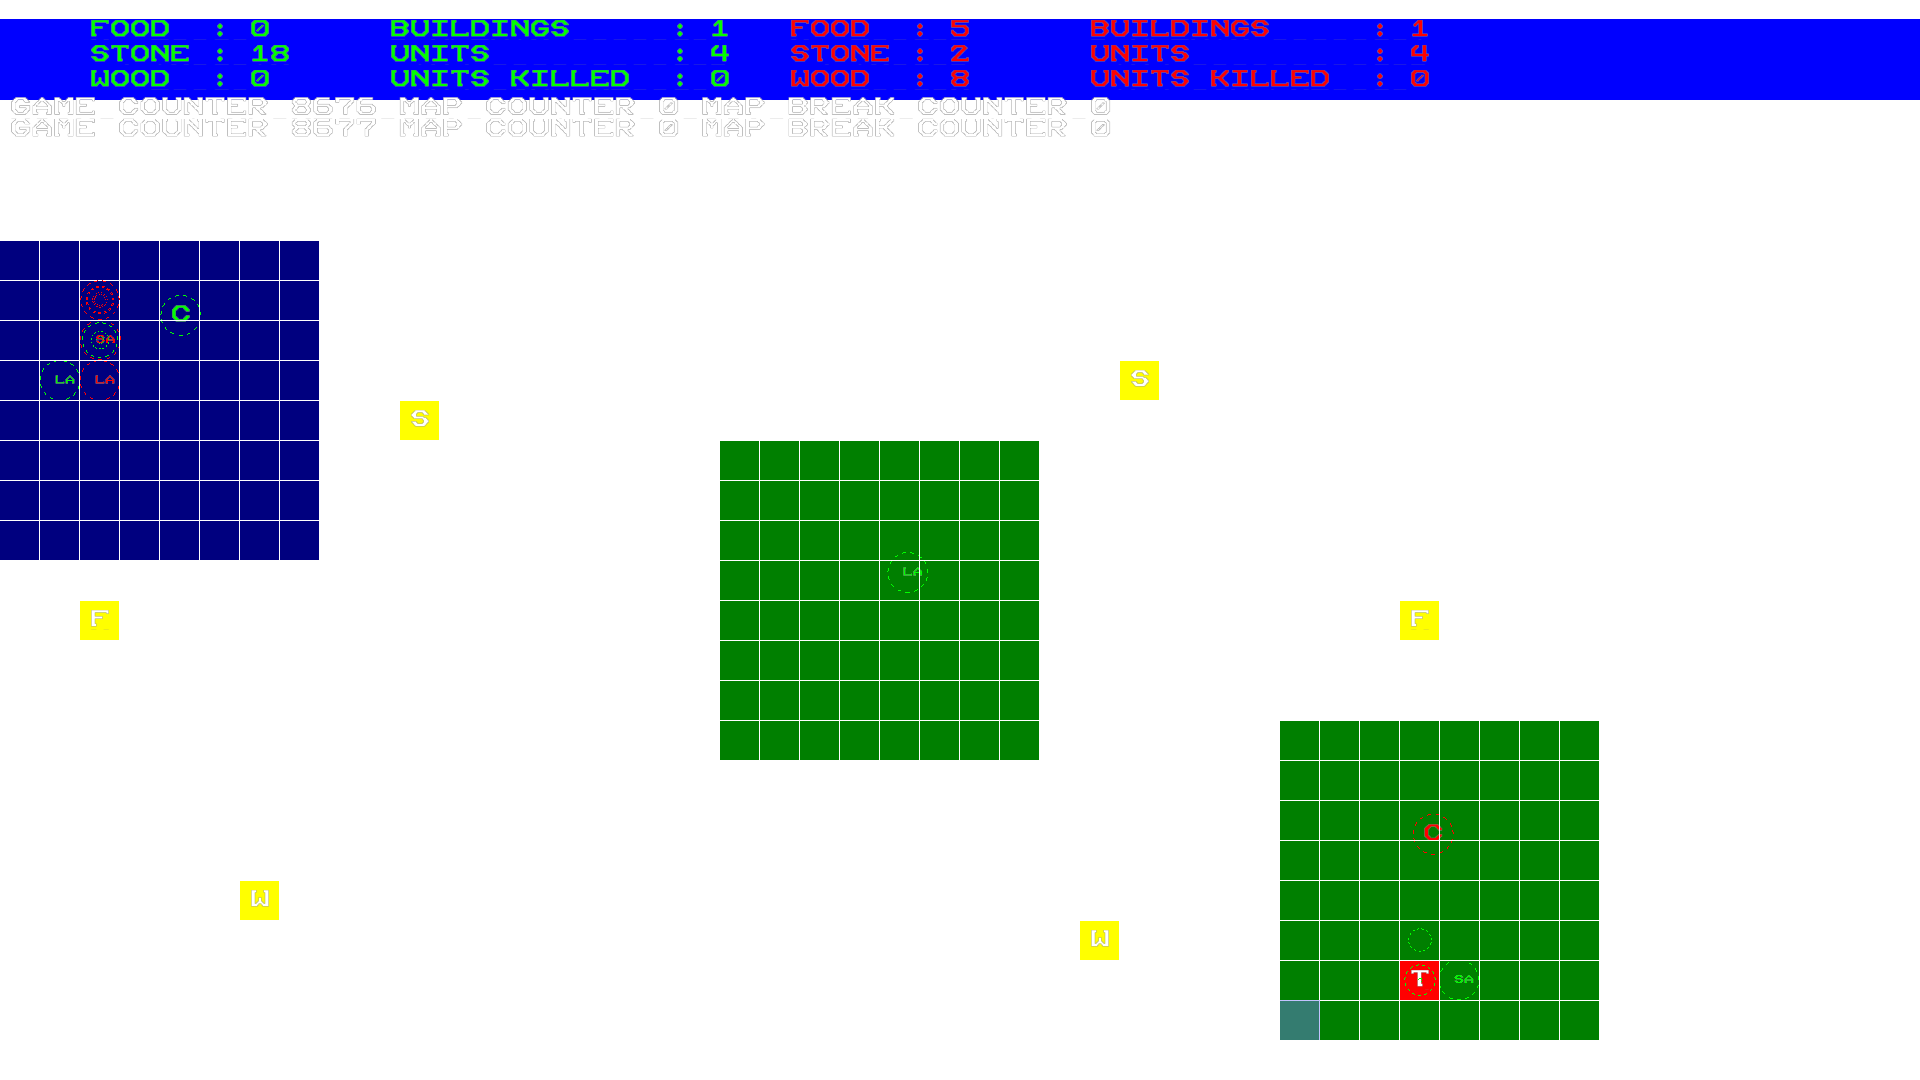 FOOD : 0 BUILDINGS : 1 FOOD : 5 BUILDINGS : 1
STONE : 18 UNITS : 4 STONE : 2 UNITS : 4
WOOD : 0 UNITS KILLED : 0 WOOD : 8 UNITS KILLED : 0
GAME COUNTER 8676 MAP COUNTER 0 MAP BREAK COUNTER 0
GAME COUNTER 8677 MAP COUNTER 0 MAP BREAK COUNTER 0
C
LA LA
S
S
LA
F
F
C
W
W
T SA